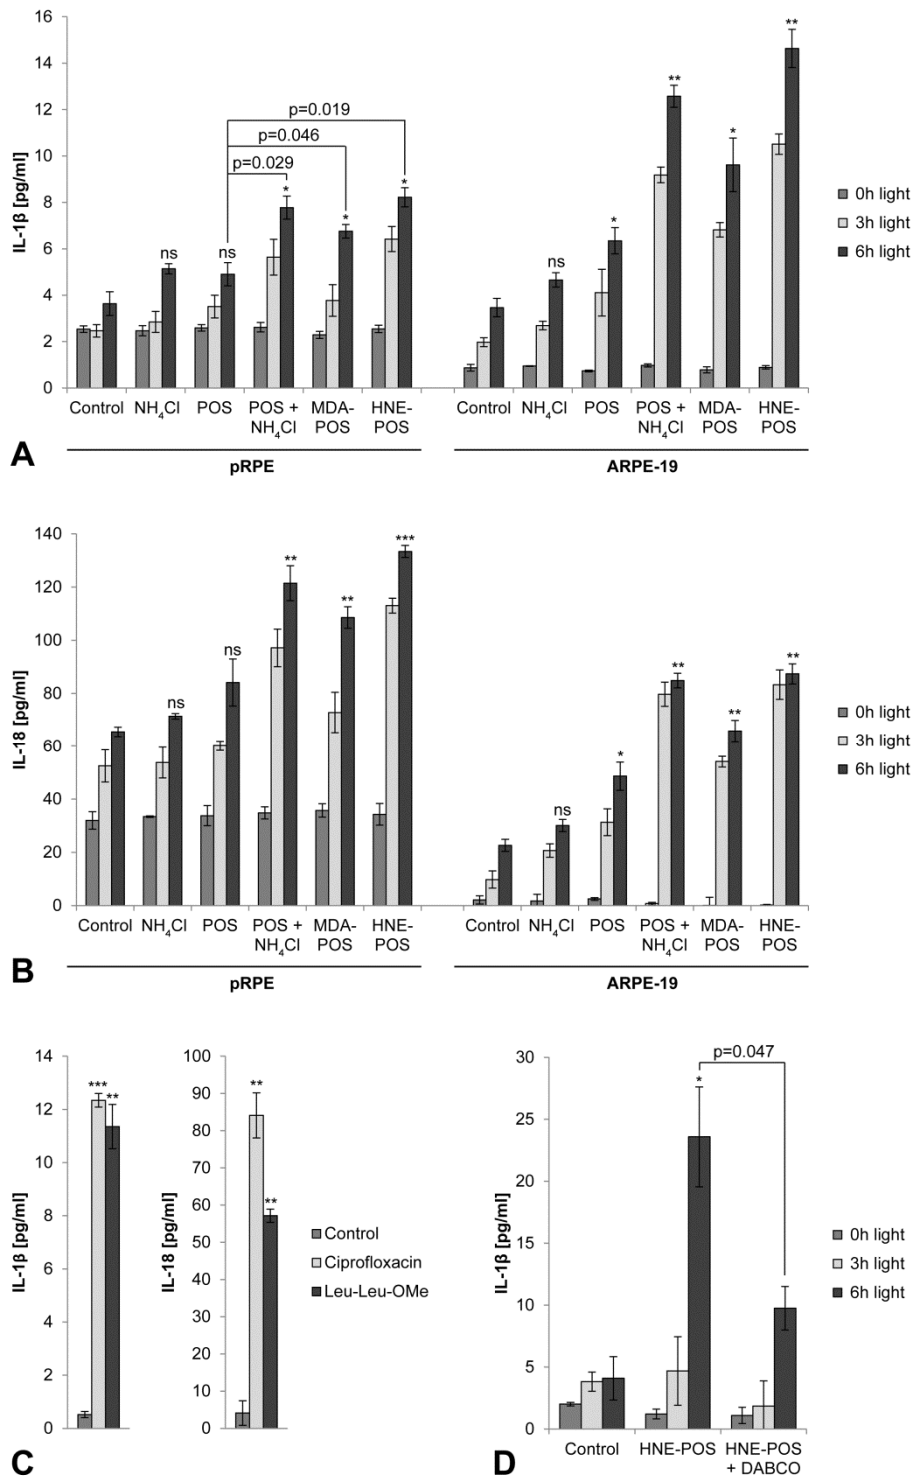 16
14
12
10
8
6
4
2
0
IL-1β [pg/ml]
p=0.019
p=0.046
p=0.029
ns
ns
*
*
*
ns
*
**
*
**
0h light
3h light
6h light
Control
NH₄Cl
POS
POS + NH₄Cl
MDA-POS
HNE-POS
Control
NH₄Cl
POS
POS + NH₄Cl
MDA-POS
HNE-POS
A
pRPE
ARPE-19
140
120
100
80
60
40
20
0
IL-18 [pg/ml]
ns
ns
**
**
***
ns
*
**
**
**
0h light
3h light
6h light
Control
NH₄Cl
POS
POS + NH₄Cl
MDA-POS
HNE-POS
Control
NH₄Cl
POS
POS + NH₄Cl
MDA-POS
HNE-POS
B
pRPE
ARPE-19
14
12
10
8
6
4
2
0
IL-1β [pg/ml]
***
**
100
90
80
70
60
50
40
30
20
10
0
IL-18 [pg/ml]
**
**
Control
Ciprofloxacin
Leu-Leu-OMe
C
30
25
20
15
10
5
0
IL-1β [pg/ml]
p=0.047
*
0h light
3h light
6h light
Control
HNE-POS
HNE-POS
+ DABCO
D